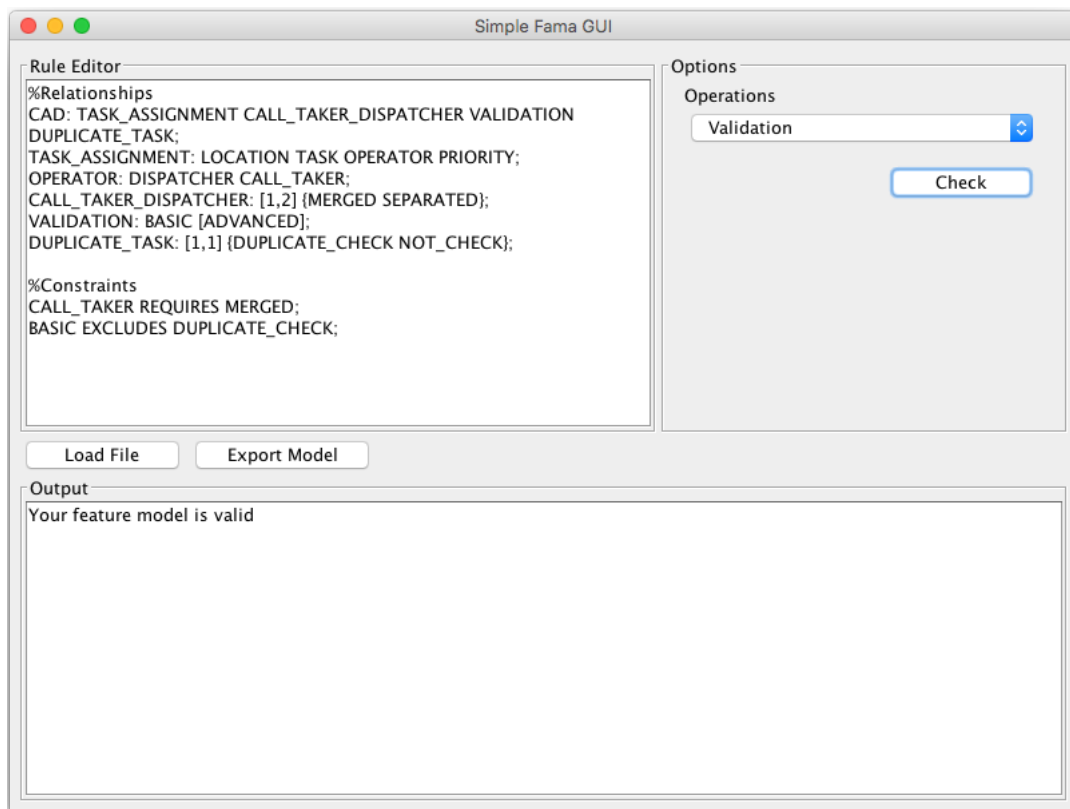 Simple Fama GUI
Rule Editor
%Relationships
CAD: TASK_ASSIGNMENT CALL_TAKER_DISPATCHER VALIDATION
DUPLICATE_TASK;
TASK_ASSIGNMENT: LOCATION TASK OPERATOR PRIORITY;
OPERATOR: DISPATCHER CALL_TAKER;
CALL_TAKER_DISPATCHER: [1,2] {MERGED SEPARATED};
VALIDATION: BASIC [ADVANCED];
DUPLICATE_TASK: [1,1] {DUPLICATE_CHECK NOT_CHECK};
%Constraints
CALL_TAKER REQUIRES MERGED;
BASIC EXCLUDES DUPLICATE_CHECK;
Options
Operations
Validation
Check
Load File
Export Model
Output
Your feature model is valid